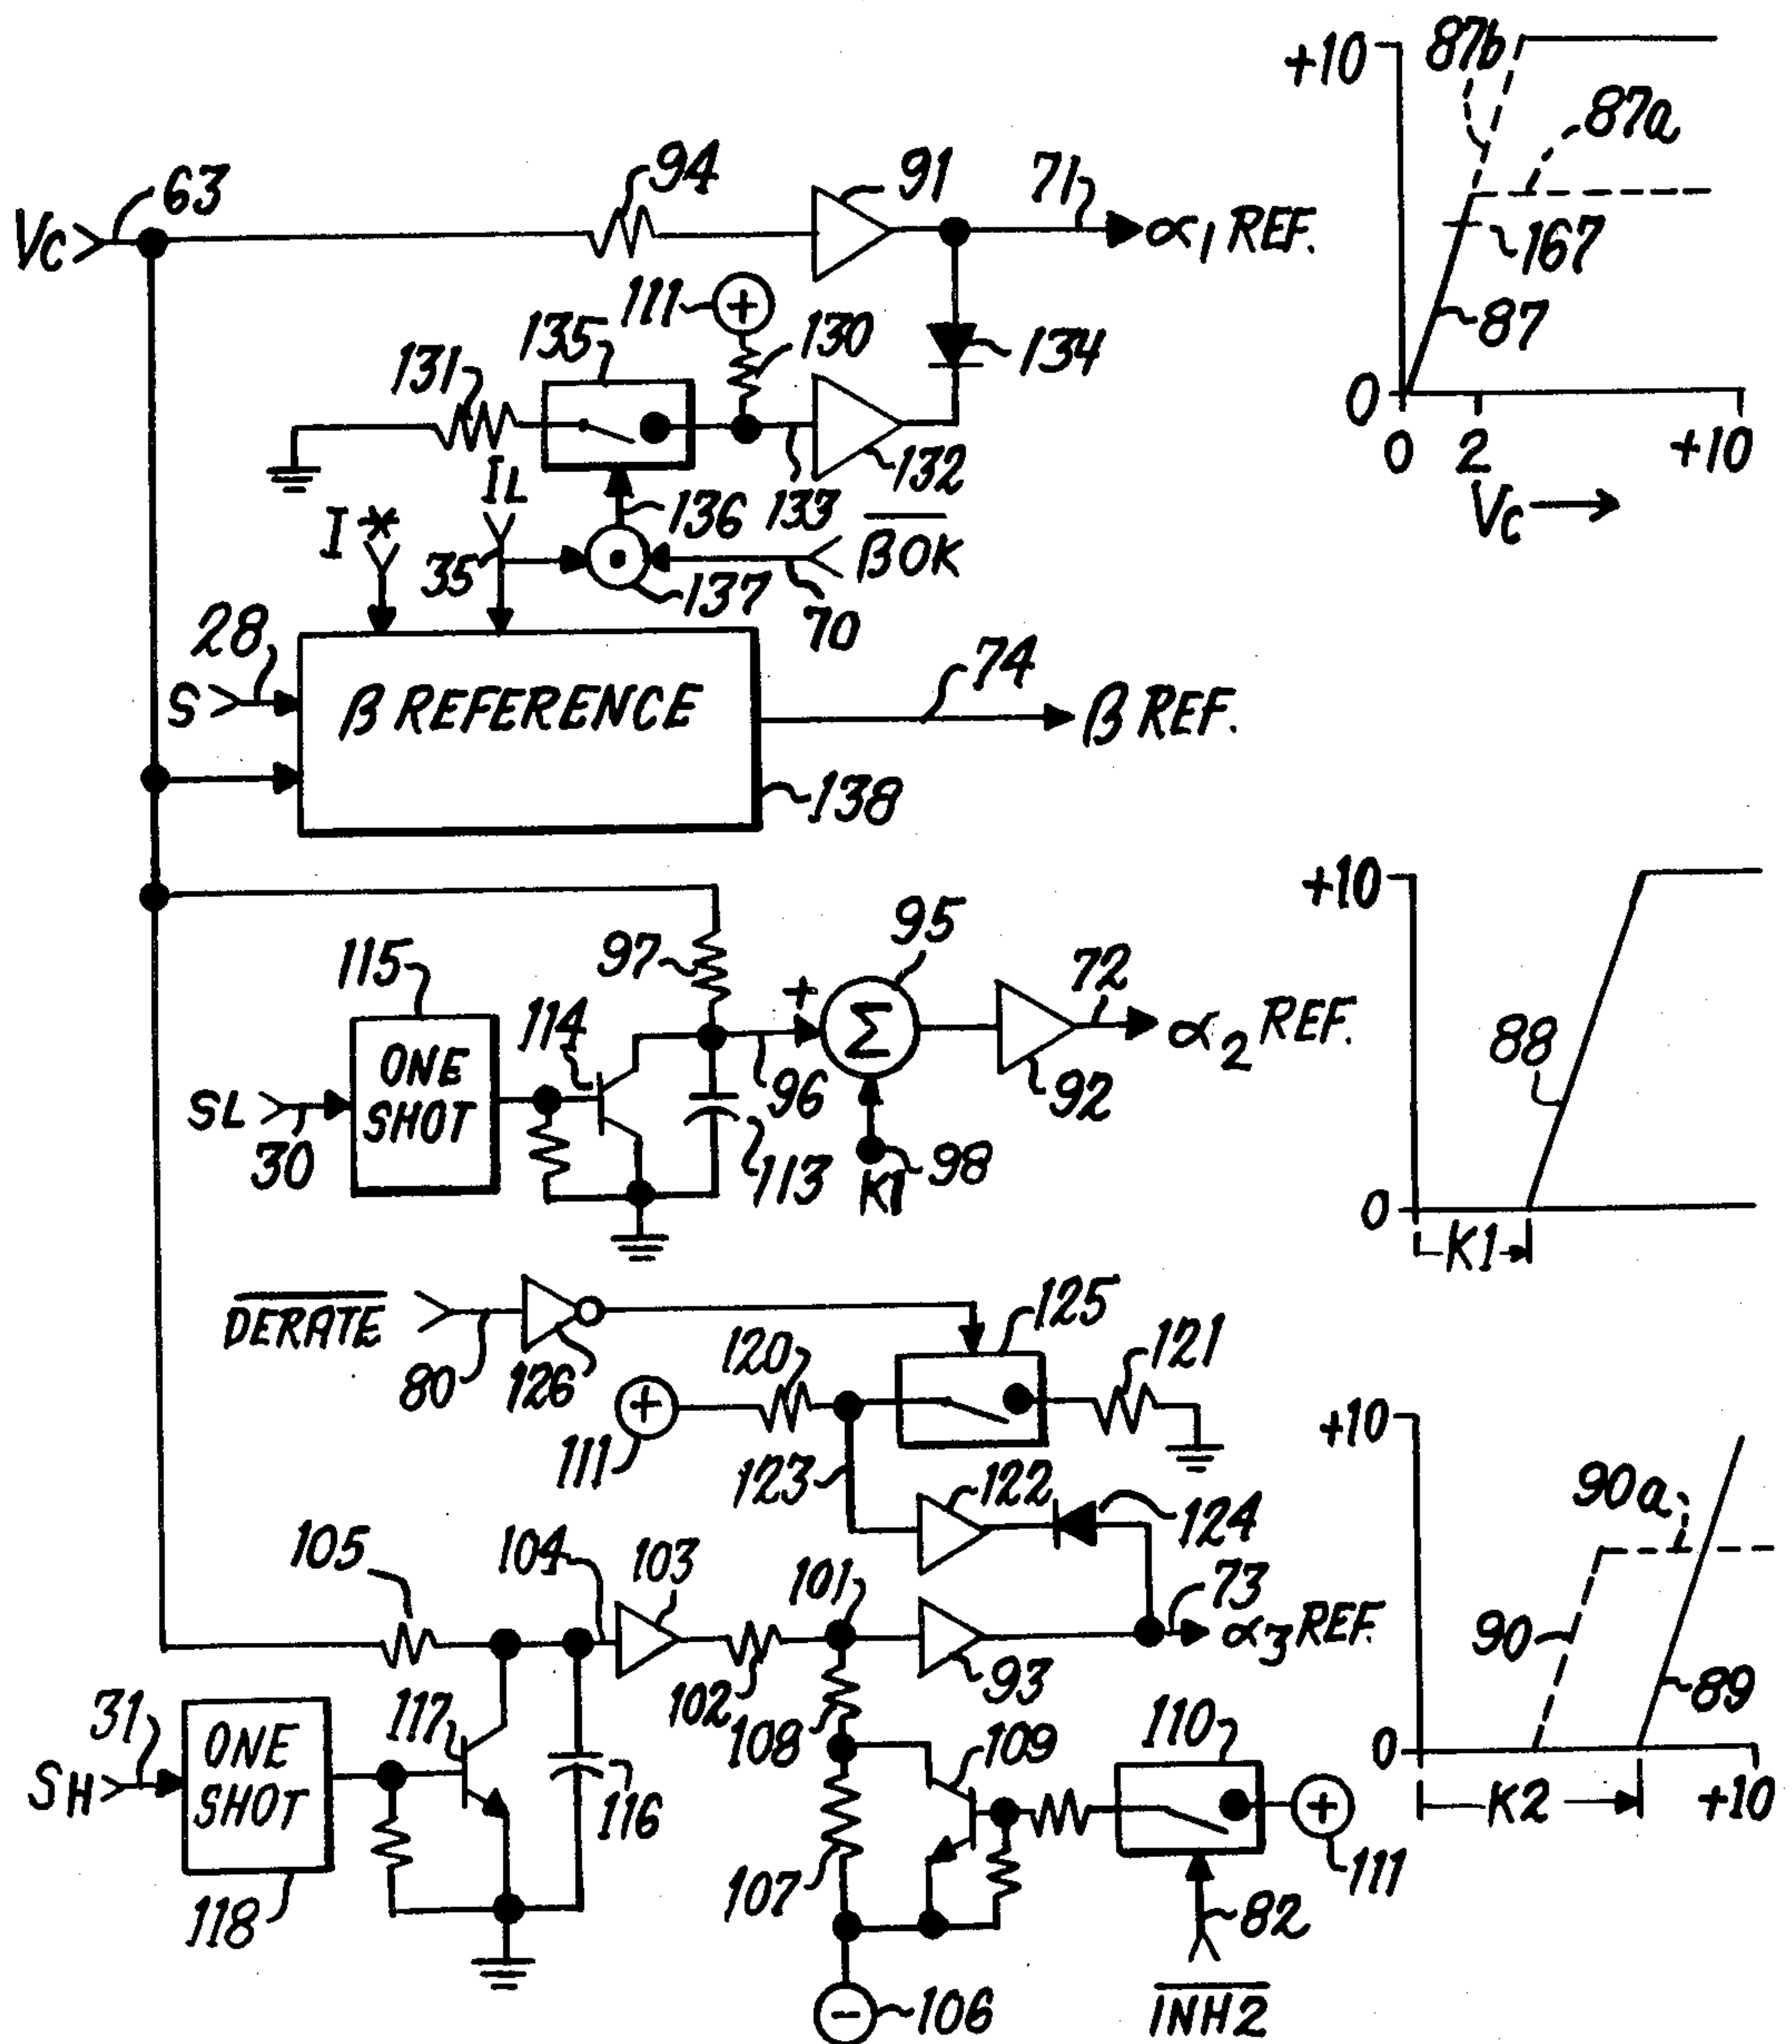 +10
87b
87a
63
94
91
71
Vc
α1 REF.
167
111
+
135
130
134
87
131
0
0
2
+10
Vc
132
IL
136
133
I*
35
βOK
137
70
28
74
S
β REFERENCE
β REF.
138
+10
95
97
72
115
+
Σ
α2 REF.
114
88
ONE
SHOT
92
SL
96
30
113
98
K1
0
K1
DERATE
125
120
121
80
126
+
+10
111
123
122
90a
124
105
104
103
101
73
α3 REF.
90
93
102
89
31
117
110
108
109
ONE
SHOT
0
SH
116
+
K2
+10
107
111
118
82
−
106
INH2